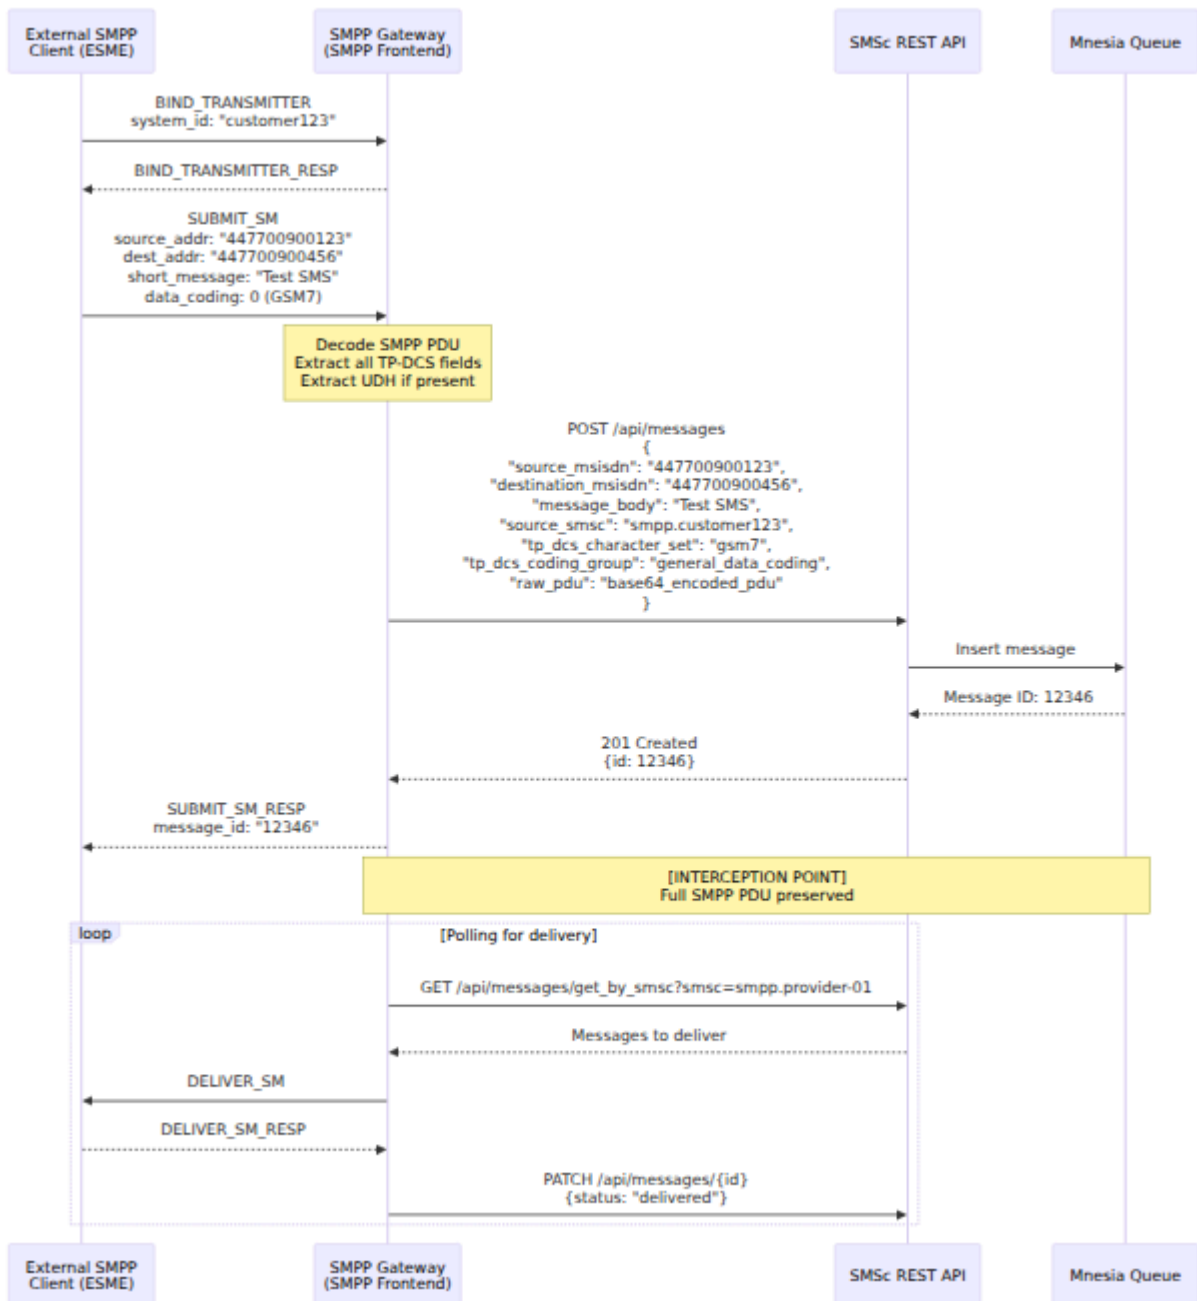 External SMPP
Client (ESME)
SMPP Gateway
(SMPP Frontend)
SMSc REST API
Mnesia Queue
BIND_TRANSMITTER
system_id: "customer123"
BIND_TRANSMITTER_RESP
SUBMIT_SM
source_addr: "447700900123"
dest_addr: "447700900456"
short_message: "Test SMS"
data_coding: 0 (GSM7)
Decode SMPP PDU
Extract all TP-DCS fields
Extract UDH if present
POST /api/messages
{
"source_msisdn": "447700900123",
"destination_msisdn": "447700900456",
"message_body": "Test SMS",
"source_smsc": "smpp.customer123",
"tp_dcs_character_set": "gsm7",
"tp_dcs_coding_group": "general_data_coding",
"raw_pdu": "base64_encoded_pdu"
}
Insert message
Message ID: 12346
201 Created
{id: 12346}
SUBMIT_SM_RESP
message_id: "12346"
[INTERCEPTION POINT]
Full SMPP PDU preserved
loop
[Polling for delivery]
GET /api/messages/get_by_smsc?smsc=smpp.provider-01
Messages to deliver
DELIVER_SM
DELIVER_SM_RESP
PATCH /api/messages/{id}
{status: "delivered"}
External SMPP
Client (ESME)
SMPP Gateway
(SMPP Frontend)
SMSc REST API
Mnesia Queue